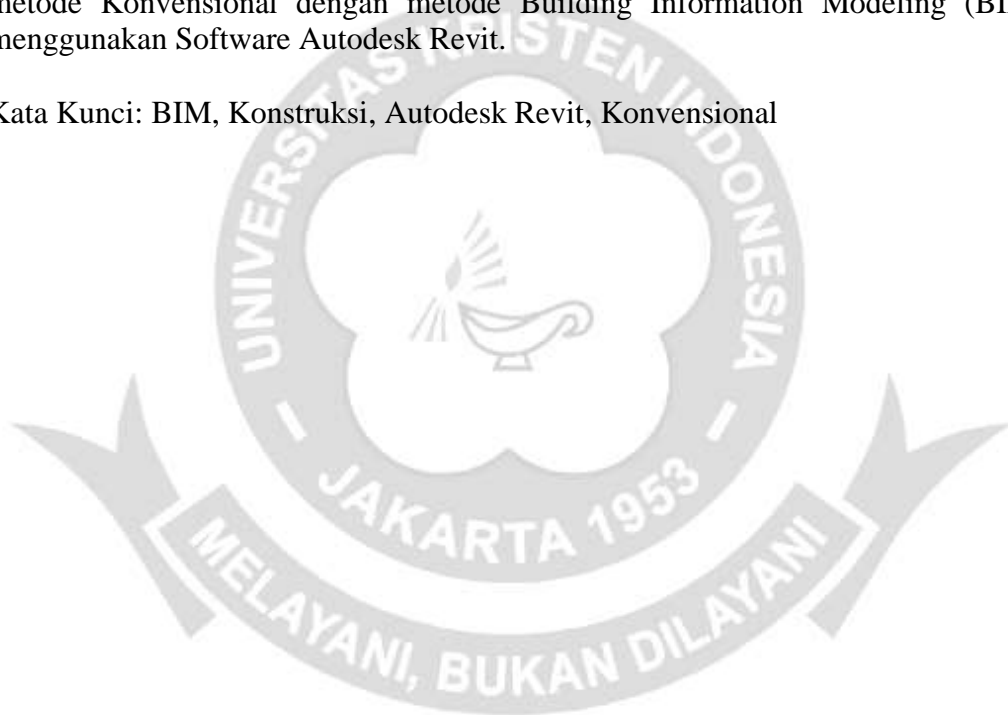 metode Konvensional dengan metode Building Information Modeling (BI
menggunakan Software Autodesk Revit.
Kata Kunci: BIM, Konstruksi, Autodesk Revit, Konvensional
UNIVERSITAS KRISTEN INDONESIA
JAKARTA 1953
MELAYANI, BUKAN DILAYANI